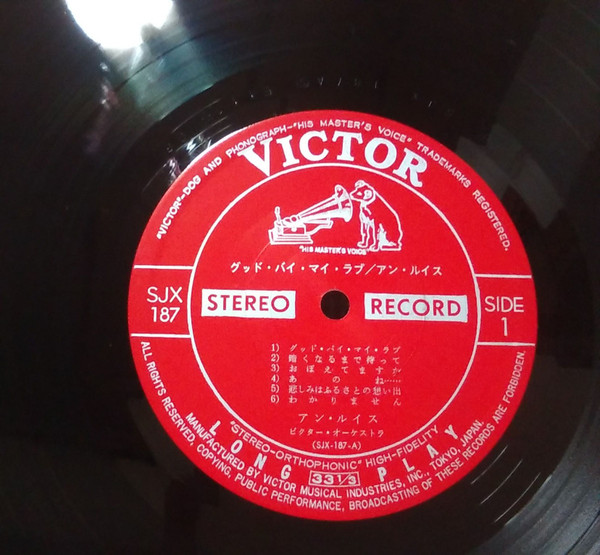 "VICTOR"-DOG AND PHONOGRAPH-"HIS MASTER'S VOICE" TRADEMARKS REGISTERED.
VICTOR
"HIS MASTER'S VOICE"
グッド・バイ・マイ・ラブ/アン・ルイス
SJX
187
STEREO
RECORD
SIDE
1
1) グッド・バイ・マイ・ラブ
2) 暗くなるまで待って
3) おぼえてますか
4) あのね……
5) 悲しみはふるさとの想い出
6) わかりません
アン・ルイス
ビクター・オーケストラ
(SJX-187-A)
"STEREO-ORTHOPHONIC" HIGH-FIDELITY
LONG 33 1/3 PLAY
MANUFACTURED BY VICTOR MUSICAL INDUSTRIES, INC., TOKYO, JAPAN.
ALL RIGHTS RESERVED, COPYING, PUBLIC PERFORMANCE, BROADCASTING OF THESE RECORDS ARE FORBIDDEN.